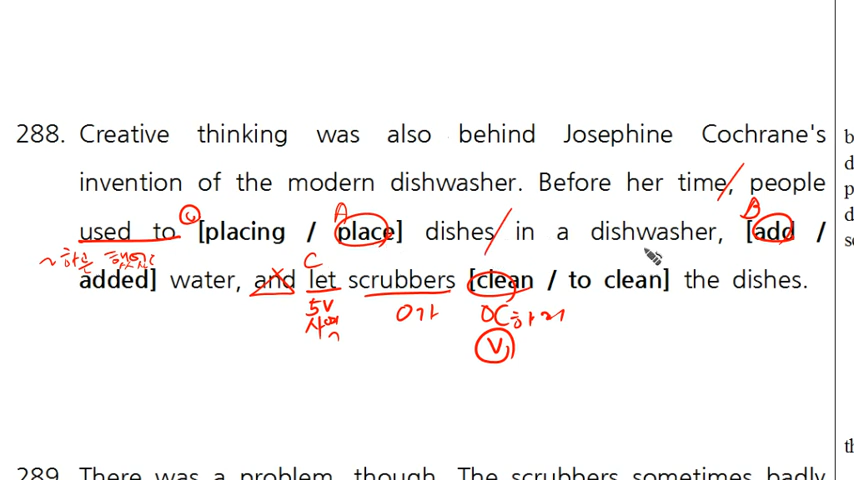 288. Creative thinking was also behind Josephine Cochrane's
invention of the modern dishwasher. Before her time, people
A B
used to [placing / place] dishes in a dishwasher, [add /
~하곤 했었다
C
added] water, and let scrubbers [clean / to clean] the dishes.
5V O가 OC하게
사역
V
289. There was a problem, though. The scrubbers sometimes badly